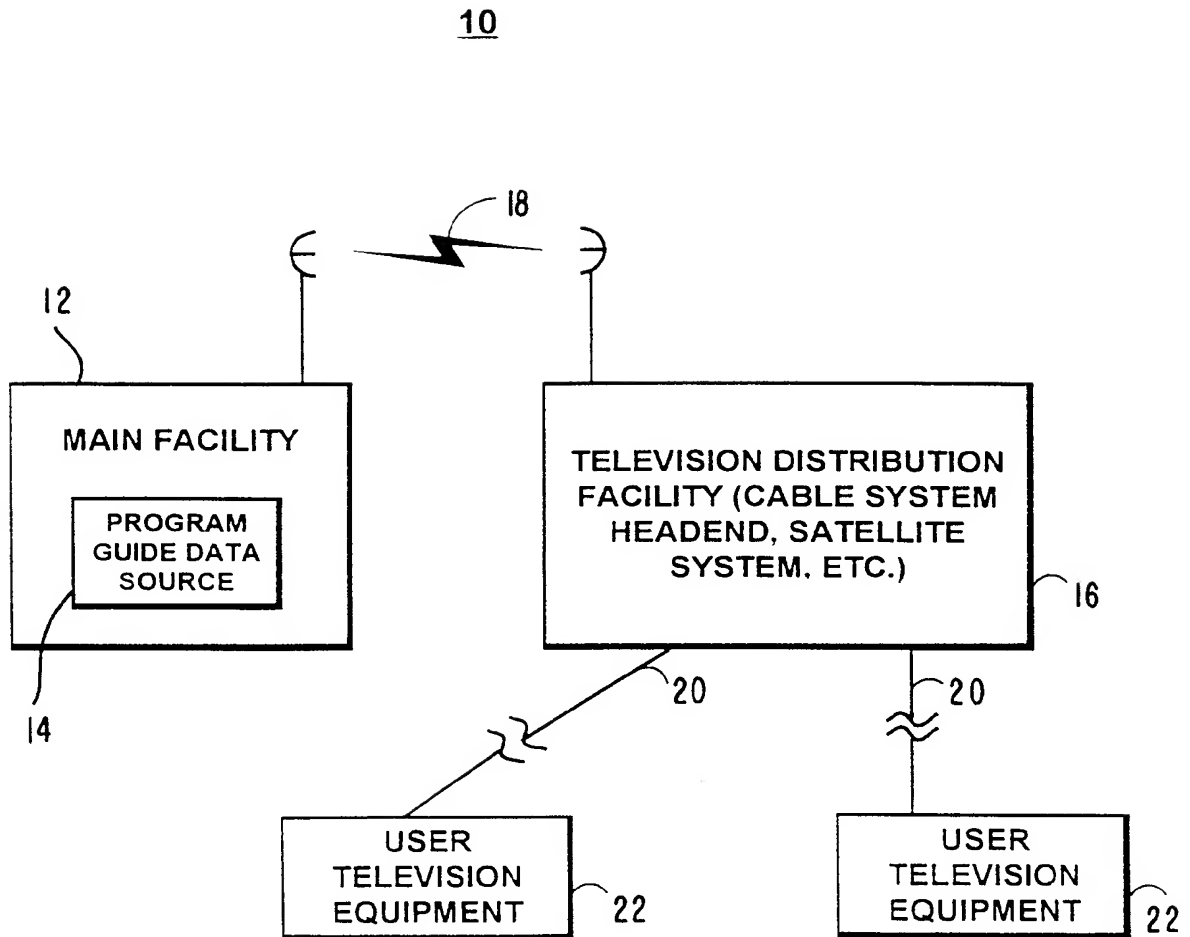 10
18
12
MAIN FACILITY
PROGRAM
GUIDE DATA
SOURCE
14
TELEVISION DISTRIBUTION
FACILITY (CABLE SYSTEM
HEADEND, SATELLITE
SYSTEM, ETC.)
16
20
20
USER
TELEVISION
EQUIPMENT
22
USER
TELEVISION
EQUIPMENT
22